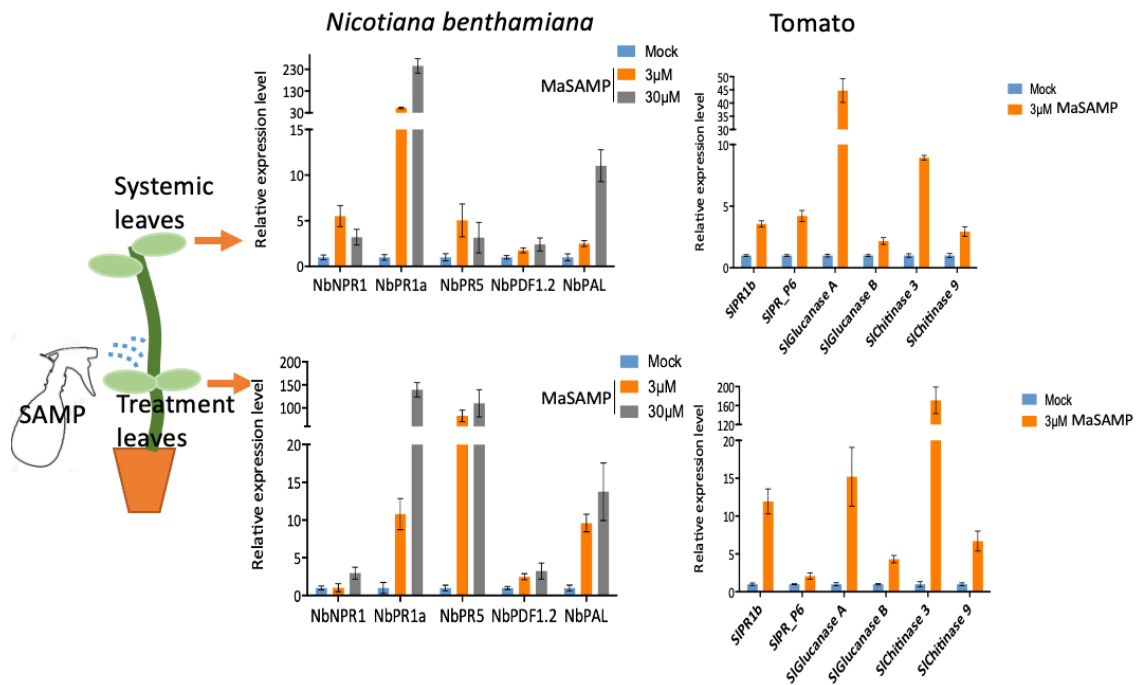 Nicotiana benthamiana
Tomato
Systemic
leaves
SAMP
Treatment
leaves
Relative expression level
230
130
30
15
10
5
0
NbNPR1 NbPR1a NbPR5 NbPDF1.2 NbPAL
Mock
MaSAMP
3µM
30µM
Relative expression level
50
45
40
35
30
10
5
0
SlPR1b SlPR_P6 SlGlucanase A SlGlucanase B SlChitinase 3 SlChitinase 9
Mock
3µM MaSAMP
Relative expression level
200
150
100
20
15
10
5
0
NbNPR1 NbPR1a NbPR5 NbPDF1.2 NbPAL
Mock
MaSAMP
3µM
30µM
Relative expression level
200
160
120
20
15
10
5
0
SlPR1b SlPR_P6 SlGlucanase A SlGlucanase B SlChitinase 3 SlChitinase 9
Mock
3µM MaSAMP